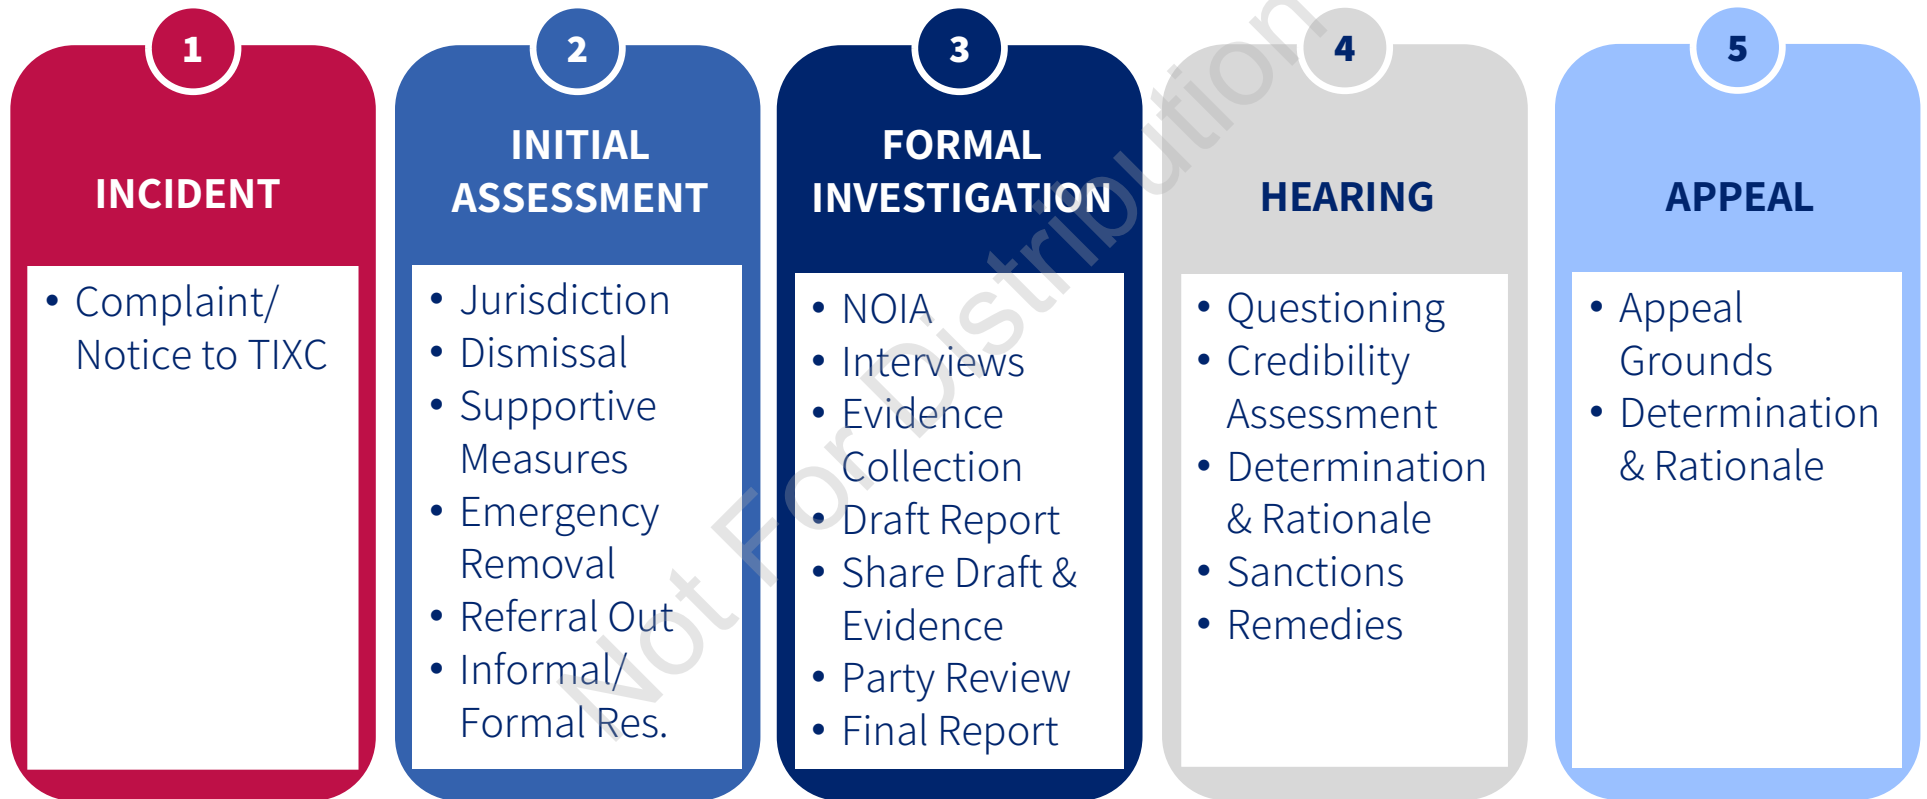 1
INCIDENT
• Complaint/
Notice to TIXC
2
INITIAL
ASSESSMENT
• Jurisdiction
• Dismissal
• Supportive
Measures
• Emergency
Removal
• Referral Out
• Informal/
Formal Res.
3
FORMAL
INVESTIGATION
• NOIA
• Interviews
• Evidence
Collection
• Draft Report
• Share Draft &
Evidence
• Party Review
• Final Report
4
HEARING
• Questioning
• Credibility
Assessment
• Determination
& Rationale
• Sanctions
• Remedies
5
APPEAL
• Appeal
Grounds
• Determination
& Rationale
Not For Distribution